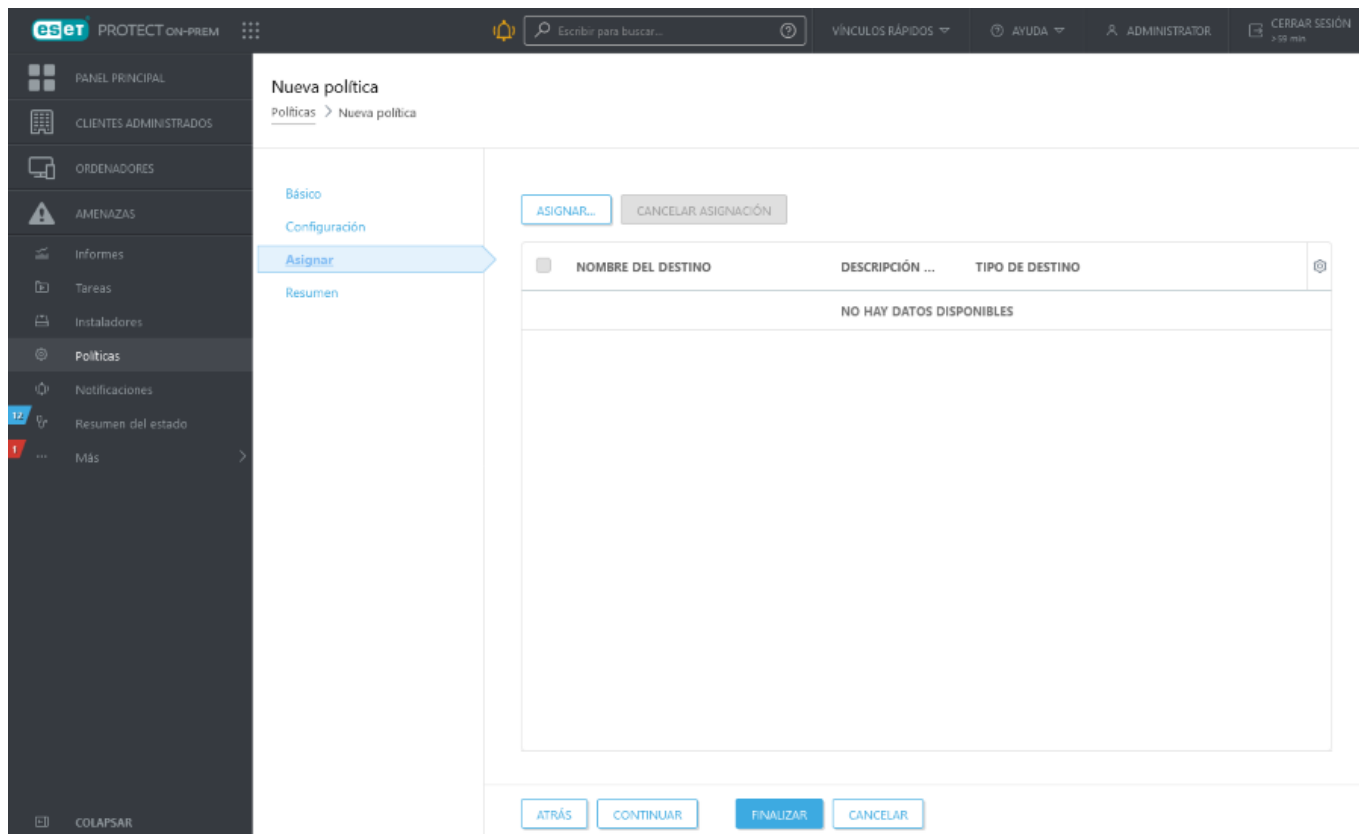 eset PROTECT ON-PREM
Escribir para buscar...
VÍNCULOS RÁPIDOS
AYUDA
ADMINISTRATOR
CERRAR SESIÓN
> 59 min
PANEL PRINCIPAL
CLIENTES ADMINISTRADOS
ORDENADORES
AMENAZAS
Informes
Tareas
Instaladores
Políticas
Notificaciones
12
Resumen del estado
1
Más
COLAPSAR
Nueva política
Políticas > Nueva política
Básico
Configuración
Asignar
Resumen
ASIGNAR...
CANCELAR ASIGNACIÓN
NOMBRE DEL DESTINO
DESCRIPCIÓN ...
TIPO DE DESTINO
NO HAY DATOS DISPONIBLES
ATRÁS
CONTINUAR
FINALIZAR
CANCELAR